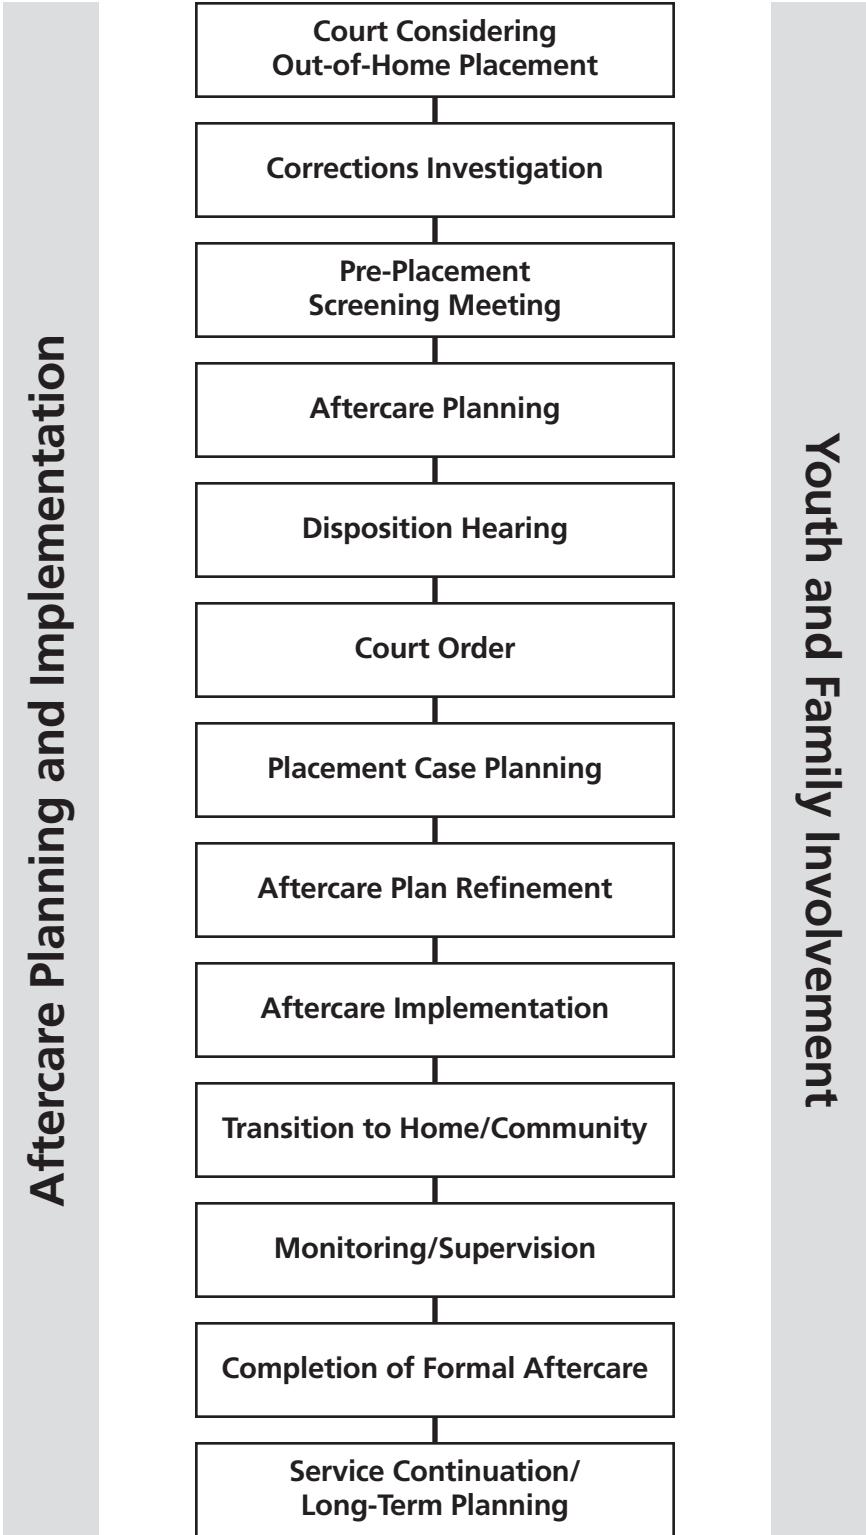 Court Considering
Out-of-Home Placement
Corrections Investigation
Pre-Placement
Screening Meeting
Aftercare Planning
Disposition Hearing
Court Order
Placement Case Planning
Aftercare Plan Refinement
Aftercare Implementation
Transition to Home/Community
Monitoring/Supervision
Completion of Formal Aftercare
Service Continuation/
Long-Term Planning
Aftercare Planning and Implementation
Youth and Family Involvement